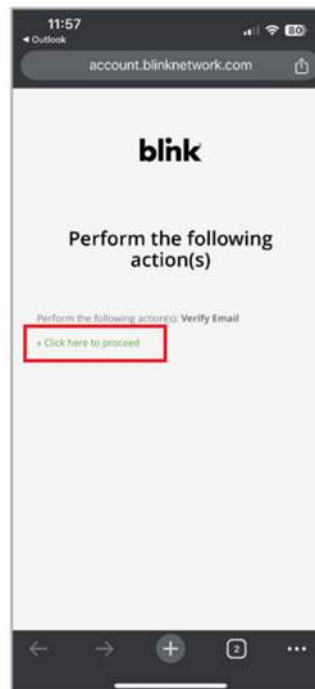 11:57
80
◂ Outlook
account.blinknetwork.com
blink
Perform the following
action(s)
Perform the following action(s): Verify Email
» Click here to proceed
2